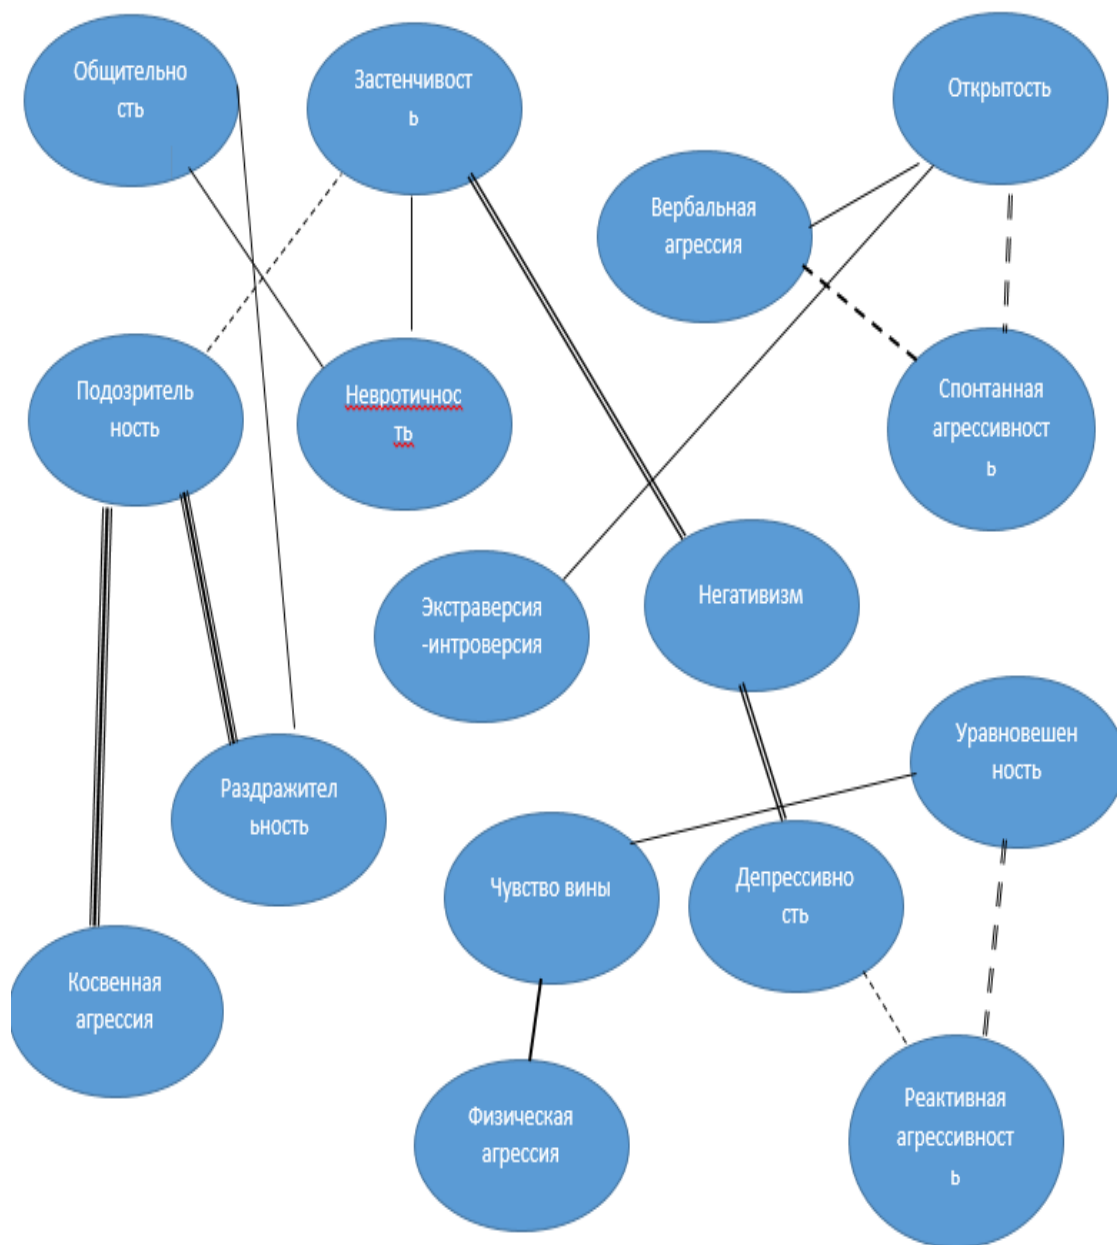 Общительно
сть
Застенчивост
ь
Открытость
Вербальная
агрессия
Подозритель
ность
Невротичнос
ть
Спонтанная
агрессивност
ь
Экстраверсия
-интроверсия
Негативизм
Раздражител
ьность
Уравновешен
ность
Чувство вины
Депрессивно
сть
Косвенная
агрессия
Физическая
агрессия
Реактивная
агрессивност
ь